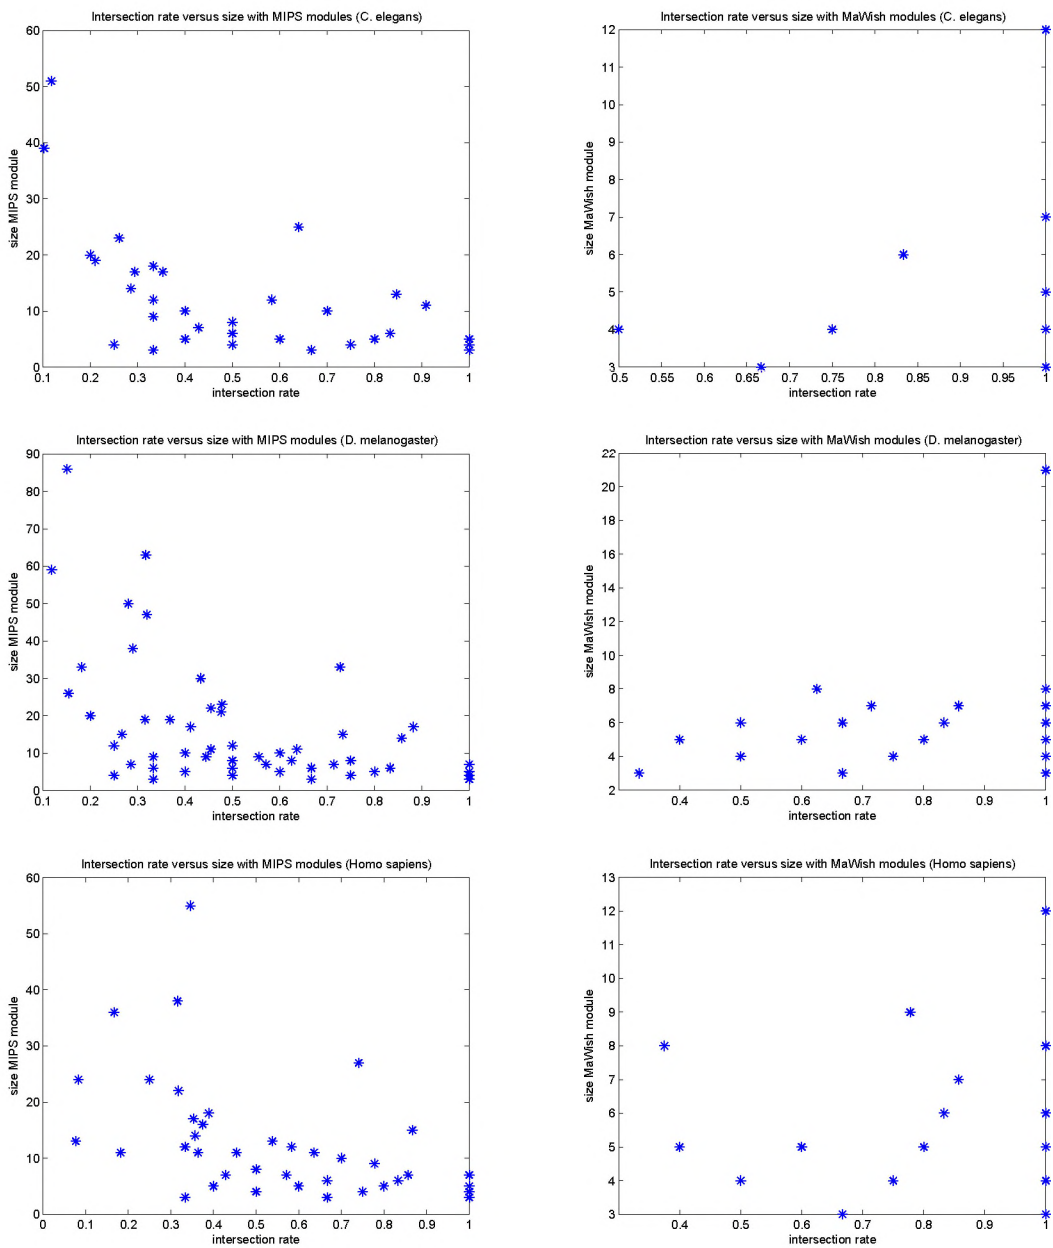 Intersection rate versus size with MIPS modules (C. elegans)
60
50
40
30
20
10
0
size MIPS module
0.1 0.2 0.3 0.4 0.5 0.6 0.7 0.8 0.9 1
intersection rate
Intersection rate versus size with MaWish modules (C. elegans)
12
11
10
9
8
7
6
5
4
3
size MaWish module
0.5 0.55 0.6 0.65 0.7 0.75 0.8 0.85 0.9 0.95 1
intersection rate
Intersection rate versus size with MIPS modules (D. melanogaster)
90
80
70
60
50
40
30
20
10
0
size MIPS module
0.1 0.2 0.3 0.4 0.5 0.6 0.7 0.8 0.9 1
intersection rate
Intersection rate versus size with MaWish modules (D. melanogaster)
22
20
18
16
14
12
10
8
6
4
2
size MaWish module
0.4 0.5 0.6 0.7 0.8 0.9 1
intersection rate
Intersection rate versus size with MIPS modules (Homo sapiens)
60
50
40
30
20
10
0
size MIPS module
0 0.1 0.2 0.3 0.4 0.5 0.6 0.7 0.8 0.9 1
intersection rate
Intersection rate versus size with MaWish modules (Homo sapiens)
13
12
11
10
9
8
7
6
5
4
3
size MaWish module
0.4 0.5 0.6 0.7 0.8 0.9 1
intersection rate